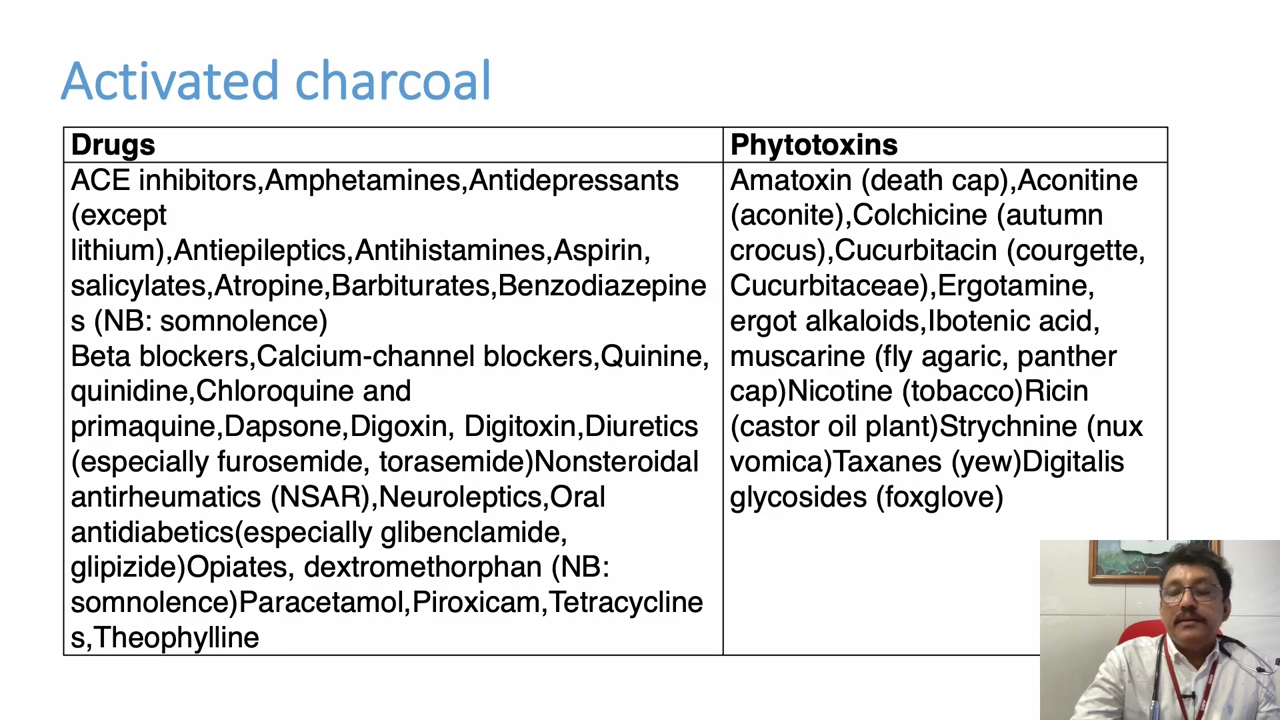 Activated charcoal
Drugs
ACE inhibitors,Amphetamines,Antidepressants
(except
lithium),Antiepileptics,Antihistamines,Aspirin,
salicylates,Atropine,Barbiturates,Benzodiazepine
s (NB: somnolence)
Beta blockers,Calcium-channel blockers,Quinine,
quinidine,Chloroquine and
primaquine,Dapsone,Digoxin, Digitoxin,Diuretics
(especially furosemide, torasemide)Nonsteroidal
antirheumatics (NSAR),Neuroleptics,Oral
antidiabetics(especially glibenclamide,
glipizide)Opiates, dextromethorphan (NB:
somnolence)Paracetamol,Piroxicam,Tetracycline
s,Theophylline
Phytotoxins
Amatoxin (death cap),Aconitine
(aconite),Colchicine (autumn
crocus),Cucurbitacin (courgette,
Cucurbitaceae),Ergotamine,
ergot alkaloids,Ibotenic acid,
muscarine (fly agaric, panther
cap)Nicotine (tobacco)Ricin
(castor oil plant)Strychnine (nux
vomica)Taxanes (yew)Digitalis
glycosides (foxglove)